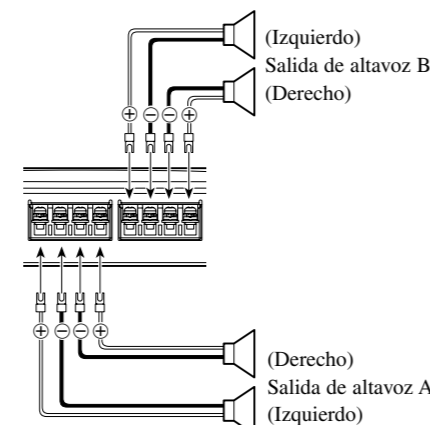 (Izquierdo)
Salida de altavoz B
(Derecho)
+ − − +
+ − − +
(Derecho)
Salida de altavoz A
(Izquierdo)